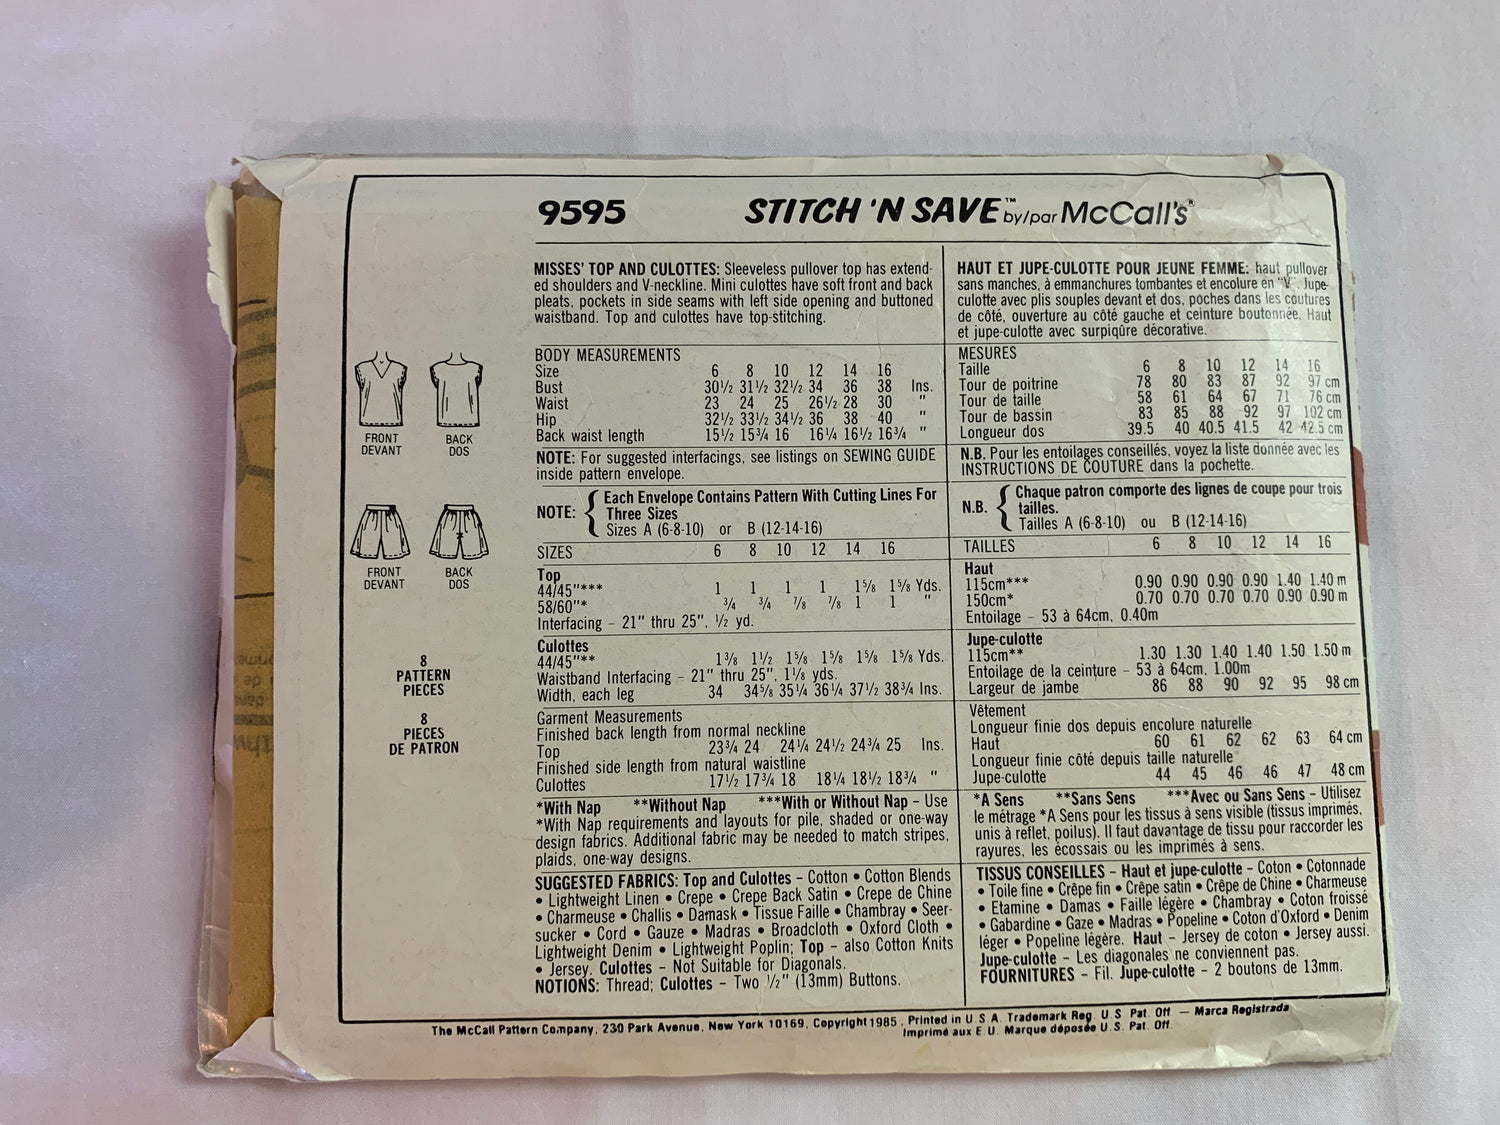 9595 STITCH 'N SAVE™ by/par McCall's®
MISSES' TOP AND CULOTTES: Sleeveless pullover top has extend-
ed shoulders and V-neckline. Mini culottes have soft front and back
pleats, pockets in side seams with left side opening and buttoned
waistband. Top and culottes have top-stitching.
BODY MEASUREMENTS
Size 6 8 10 12 14 16
Bust 30½ 31½ 32½ 34 36 38 Ins.
Waist 23 24 25 26½ 28 30 "
Hip 32½ 33½ 34½ 36 38 40 "
Back waist length 15½ 15¾ 16 16¼ 16½ 16¾ "
NOTE: For suggested interfacings, see listings on SEWING GUIDE
inside pattern envelope.
NOTE: { Each Envelope Contains Pattern With Cutting Lines For
Three Sizes
Sizes A (6-8-10) or B (12-14-16)
SIZES 6 8 10 12 14 16
Top
44/45"*** 1 1 1 1 1⅝ 1⅝ Yds.
58/60"* ¾ ¾ ⅞ ⅞ 1 1 "
Interfacing – 21" thru 25", ½ yd.
Culottes
44/45"** 1⅜ 1½ 1⅝ 1⅝ 1⅝ 1⅝ Yds.
Waistband Interfacing – 21" thru 25", 1⅛ yds.
Width, each leg 34 34⅝ 35¼ 36¼ 37½ 38¾ Ins.
Garment Measurements
Finished back length from normal neckline
Top 23¾ 24 24¼ 24½ 24¾ 25 Ins.
Finished side length from natural waistline
Culottes 17½ 17¾ 18 18¼ 18½ 18¾ "
*With Nap **Without Nap ***With or Without Nap – Use
*With Nap requirements and layouts for pile, shaded or one-way
design fabrics. Additional fabric may be needed to match stripes,
plaids, one-way designs.
SUGGESTED FABRICS: Top and Culottes – Cotton • Cotton Blends
• Lightweight Linen • Crepe • Crepe Back Satin • Crepe de Chine
• Charmeuse • Challis • Damask • Tissue Faille • Chambray • Seer-
sucker • Cord • Gauze • Madras • Broadcloth • Oxford Cloth •
Lightweight Denim • Lightweight Poplin; Top – also Cotton Knits
• Jersey. Culottes – Not Suitable for Diagonals.
NOTIONS: Thread; Culottes – Two ½" (13mm) Buttons.
HAUT ET JUPE-CULOTTE POUR JEUNE FEMME: haut pullover
sans manches, à emmanchures tombantes et encolure en "V". Jupe-
culotte avec plis souples devant et dos, poches dans les coutures
de côté, ouverture au côté gauche et ceinture boutonnée. Haut
et jupe-culotte avec surpiqûre décorative.
MESURES
Taille 6 8 10 12 14 16
Tour de poitrine 78 80 83 87 92 97 cm
Tour de taille 58 61 64 67 71 76 cm
Tour de bassin 83 85 88 92 97 102 cm
Longueur dos 39.5 40 40.5 41.5 42 42.5 cm
N.B. Pour les entoilages conseillés, voyez la liste donnée avec les
INSTRUCTIONS DE COUTURE dans la pochette.
N.B. { Chaque patron comporte des lignes de coupe pour trois
tailles.
Tailles A (6-8-10) ou B (12-14-16)
TAILLES 6 8 10 12 14 16
Haut
115cm*** 0.90 0.90 0.90 0.90 1.40 1.40 m
150cm* 0.70 0.70 0.70 0.70 0.90 0.90 m
Entoilage – 53 à 64cm, 0.40m
Jupe-culotte
115cm** 1.30 1.30 1.40 1.40 1.50 1.50 m
Entoilage de la ceinture – 53 à 64cm, 1.00m
Largeur de jambe 86 88 90 92 95 98 cm
Vêtement
Longueur finie dos depuis encolure naturelle
Haut 60 61 62 62 63 64 cm
Longueur finie côté depuis taille naturelle
Jupe-culotte 44 45 46 46 47 48 cm
*A Sens **Sans Sens ***Avec ou Sans Sens – Utilisez
le métrage *A Sens pour les tissus à sens visible (tissus imprimés,
unis à reflet, poilus). Il faut davantage de tissu pour raccorder les
rayures, les écossais ou les imprimés à sens.
TISSUS CONSEILLES – Haut et jupe-culotte – Coton • Cotonnade
• Toile fine • Crêpe fin • Crêpe satin • Crêpe de Chine • Charmeuse
• Etamine • Damas • Faille légère • Chambray • Coton froissé
• Gabardine • Gaze • Madras • Popeline • Coton d'Oxford • Denim
léger • Popeline légère. Haut – Jersey de coton • Jersey aussi.
Jupe-culotte – Les diagonales ne conviennent pas.
FOURNITURES – Fil. Jupe-culotte – 2 boutons de 13mm.
FRONT
DEVANT
BACK
DOS
FRONT
DEVANT
BACK
DOS
8
PATTERN
PIECES
8
PIECES
DE PATRON
The McCall Pattern Company, 230 Park Avenue, New York 10169, Copyright 1985, Printed in U.S.A. Trademark Reg. U.S. Pat. Off. — Marca Registrada
Imprimé aux E.U. Marque déposée U.S. Pat. Off.